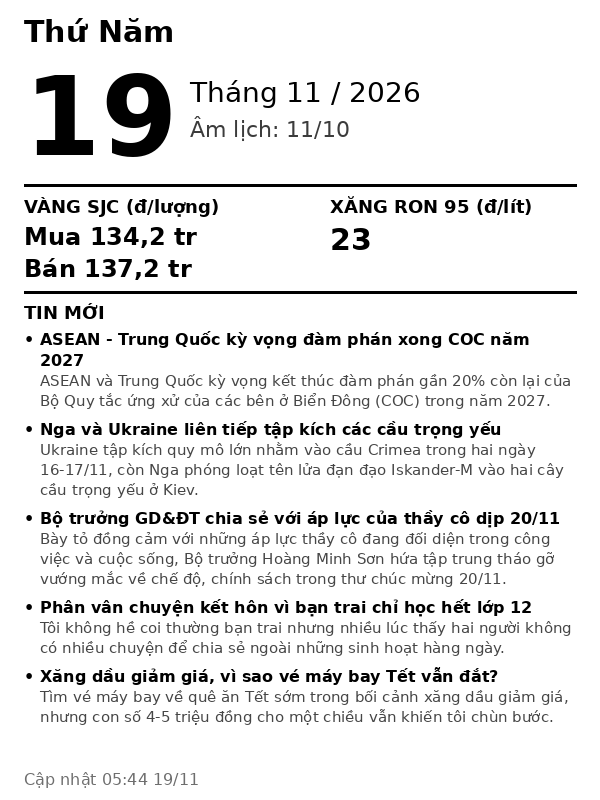 Thứ Năm
19
Tháng 11 / 2026
Âm lịch: 11/10
VÀNG SJC (đ/lượng)
Mua 134,2 tr
Bán 137,2 tr
XĂNG RON 95 (đ/lít)
23
TIN MỚI
• ASEAN - Trung Quốc kỳ vọng đàm phán xong COC năm
2027
ASEAN và Trung Quốc kỳ vọng kết thúc đàm phán gần 20% còn lại của
Bộ Quy tắc ứng xử của các bên ở Biển Đông (COC) trong năm 2027.
• Nga và Ukraine liên tiếp tập kích các cầu trọng yếu
Ukraine tập kích quy mô lớn nhằm vào cầu Crimea trong hai ngày
16-17/11, còn Nga phóng loạt tên lửa đạn đạo Iskander-M vào hai cây
cầu trọng yếu ở Kiev.
• Bộ trưởng GD&ĐT chia sẻ với áp lực của thầy cô dịp 20/11
Bày tỏ đồng cảm với những áp lực thầy cô đang đối diện trong công
việc và cuộc sống, Bộ trưởng Hoàng Minh Sơn hứa tập trung tháo gỡ
vướng mắc về chế độ, chính sách trong thư chúc mừng 20/11.
• Phân vân chuyện kết hôn vì bạn trai chỉ học hết lớp 12
Tôi không hề coi thường bạn trai nhưng nhiều lúc thấy hai người không
có nhiều chuyện để chia sẻ ngoài những sinh hoạt hàng ngày.
• Xăng dầu giảm giá, vì sao vé máy bay Tết vẫn đắt?
Tìm vé máy bay về quê ăn Tết sớm trong bối cảnh xăng dầu giảm giá,
nhưng con số 4-5 triệu đồng cho một chiều vẫn khiến tôi chùn bước.
Cập nhật 05:44 19/11